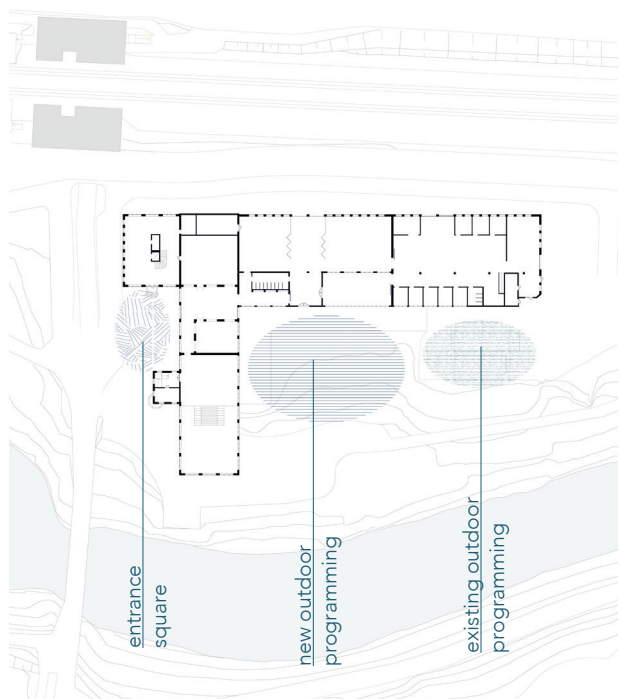 entrance
square
new outdoor
programming
existing outdoor
programming